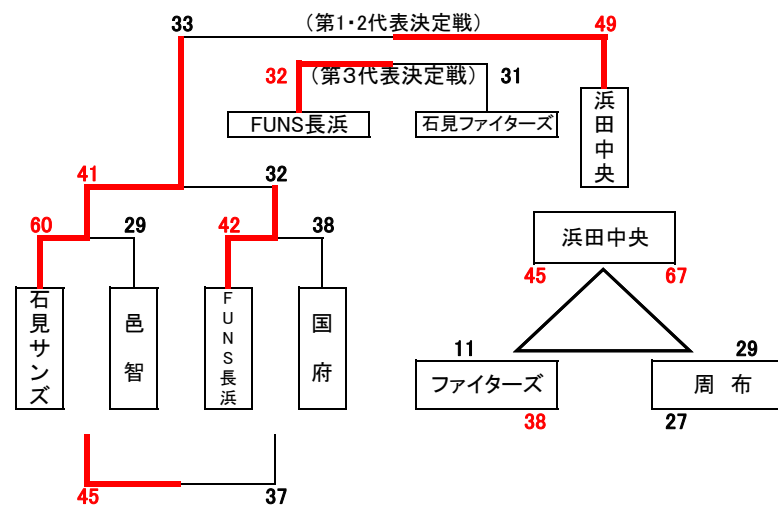 33 (第1・2代表決定戦) 49
32 (第3代表決定戦) 31
FUNS長浜 石見ファイターズ 浜田中央
41 32
60 29 42 38
浜田中央
45 67
石見サンズ 邑智 FUNS長浜 国府
11 29
ファイターズ 周布
38 27
45 37